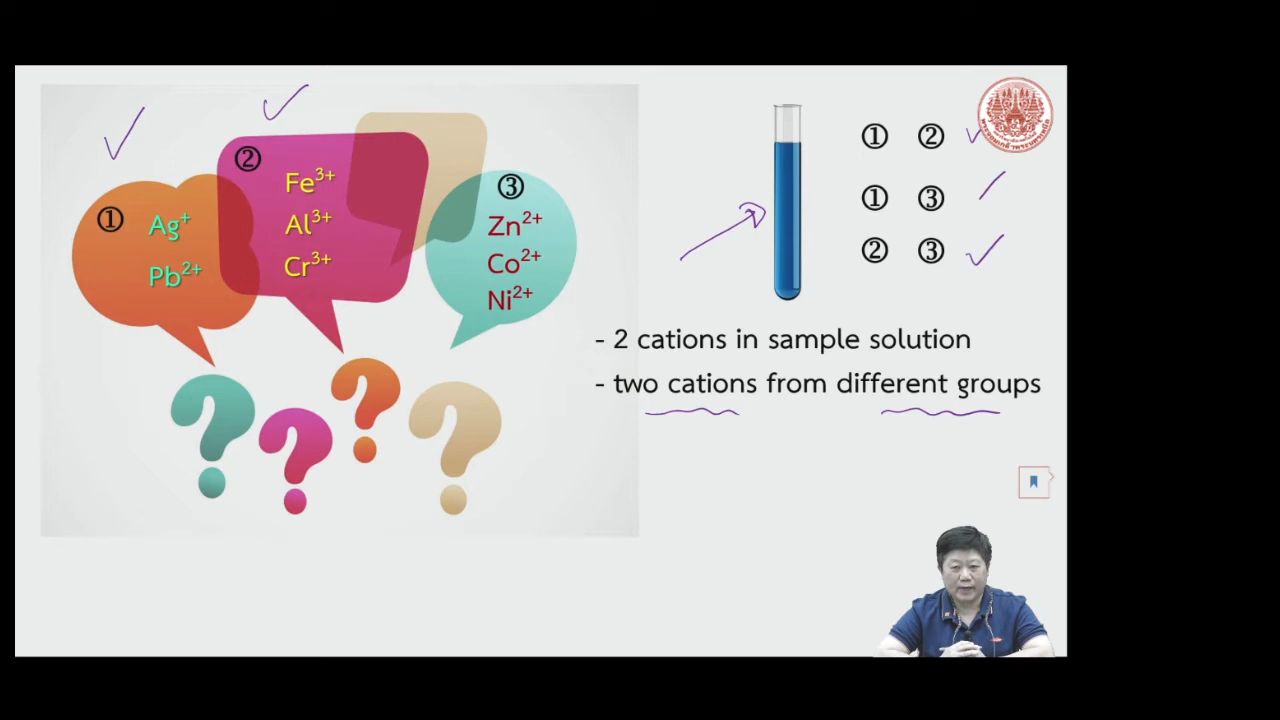 ①
Ag⁺
Pb²⁺
②
Fe³⁺
Al³⁺
Cr³⁺
③
Zn²⁺
Co²⁺
Ni²⁺
① ②
① ③
② ③
- 2 cations in sample solution
- two cations from different groups